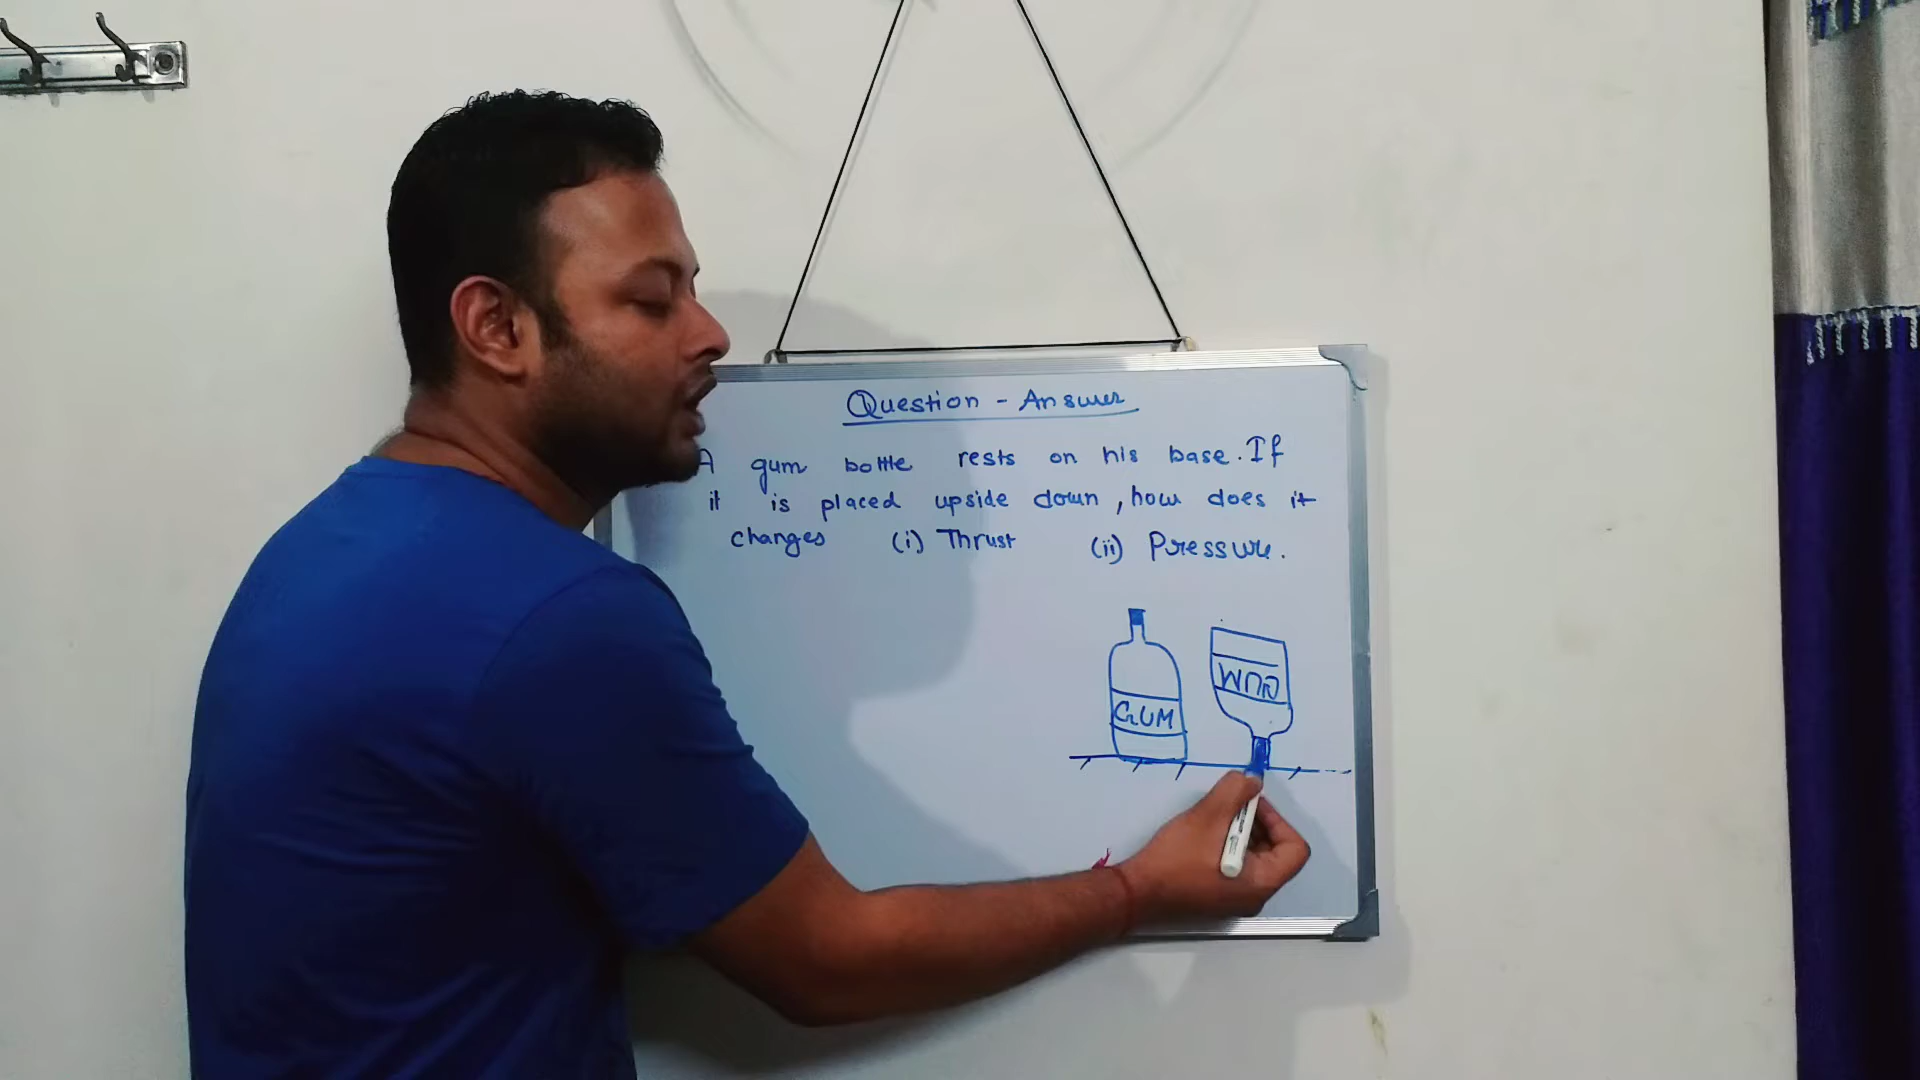 Question - Answer
A gum bottle rests on his base. If
it is placed upside down, how does it
changes (i) Thrust (ii) Pressure.
GUM
GUM